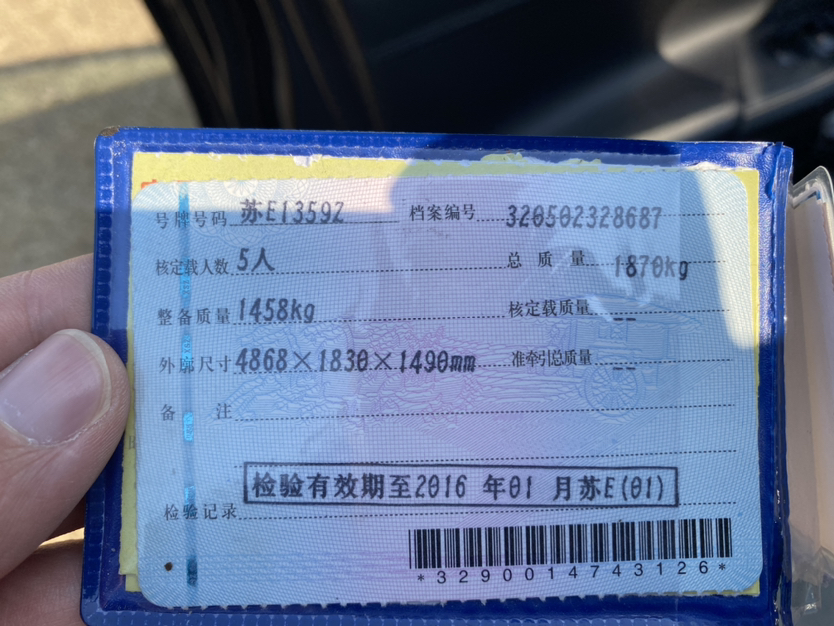 号牌号码 苏E1359Z 档案编号 320502328687
核定载人数 5人 总质量 1870kg
整备质量 1458kg 核定载质量 --
外廓尺寸 4868×1830×1490mm 准牵引总质量 --
备注
检验有效期至2016 年01 月苏E(01)
检验记录
*3290014743126*